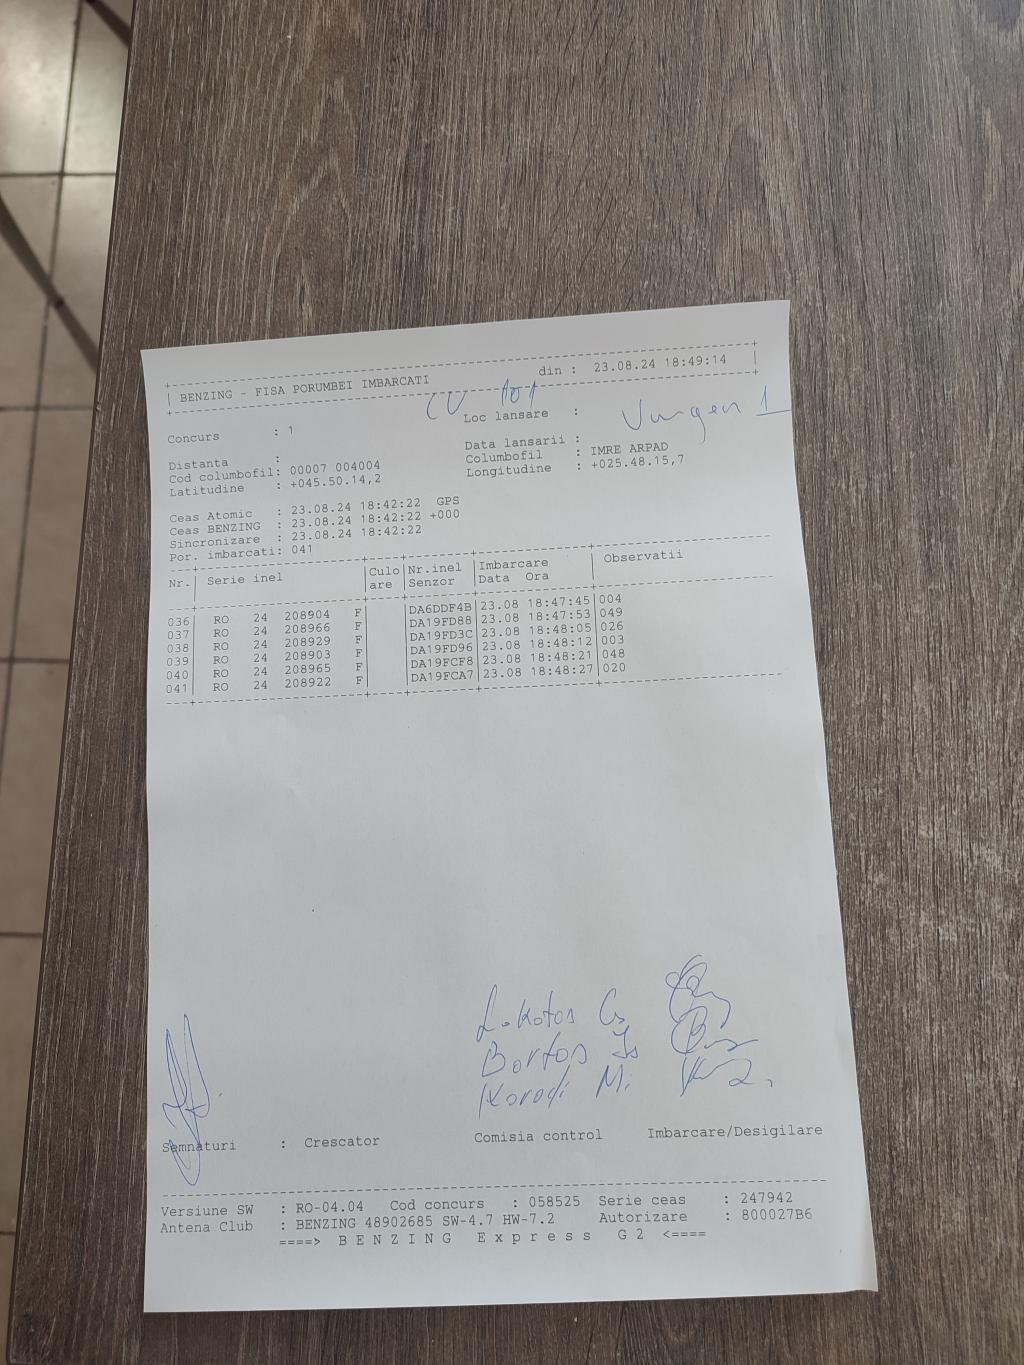 BENZING - FISA PORUMBEI IMBARCATI din : 23.08.24 18:49:14
CU
Concurs : 1 Loc lansare : Vurgen 1
Distanta : Data lansarii :
Cod columbofil: 00007 004004 Columbofil : IMRE ARPAD
Latitudine : +045.50.14,2 Longitudine : +025.48.15,7
Ceas Atomic : 23.08.24 18:42:22 GPS
Ceas BENZING : 23.08.24 18:42:22 +000
Sincronizare : 23.08.24 18:42:22
Por. imbarcati: 041
Nr. Serie inel Culo Nr.inel Imbarcare Observatii
are Senzor Data Ora
036 RO 24 208904 F DA6DDF4B 23.08 18:47:45 004
037 RO 24 208966 F DA19FD88 23.08 18:47:53 049
038 RO 24 208929 F DA19FD3C 23.08 18:48:05 026
039 RO 24 208903 F DA19FD96 23.08 18:48:12 003
040 RO 24 208965 F DA19FCF8 23.08 18:48:21 048
041 RO 24 208922 F DA19FCA7 23.08 18:48:27 020
Lokotos Cs
Bortos Is
Korodi Mi
Semnaturi : Crescator Comisia control Imbarcare/Desigilare
Versiune SW : RO-04.04 Cod concurs : 058525 Serie ceas : 247942
Antena Club : BENZING 48902685 SW-4.7 HW-7.2 Autorizare : 800027B6
====> B E N Z I N G E x p r e s s G 2 <====